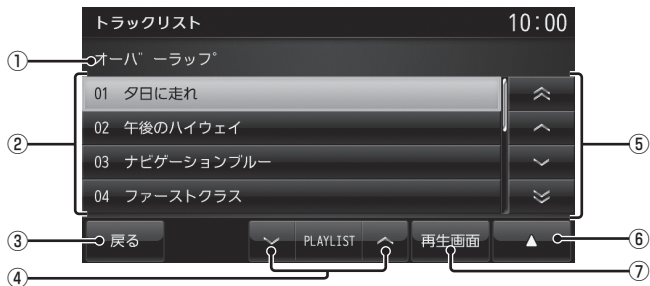 トラックリスト 10:00
① オーバーラップ
② 01 夕日に走れ
02 午後のハイウェイ
03 ナビゲーションブルー
04 ファーストクラス
⑤
③ 戻る
④ PLAYLIST
再生画面 ⑦
▲ ⑥